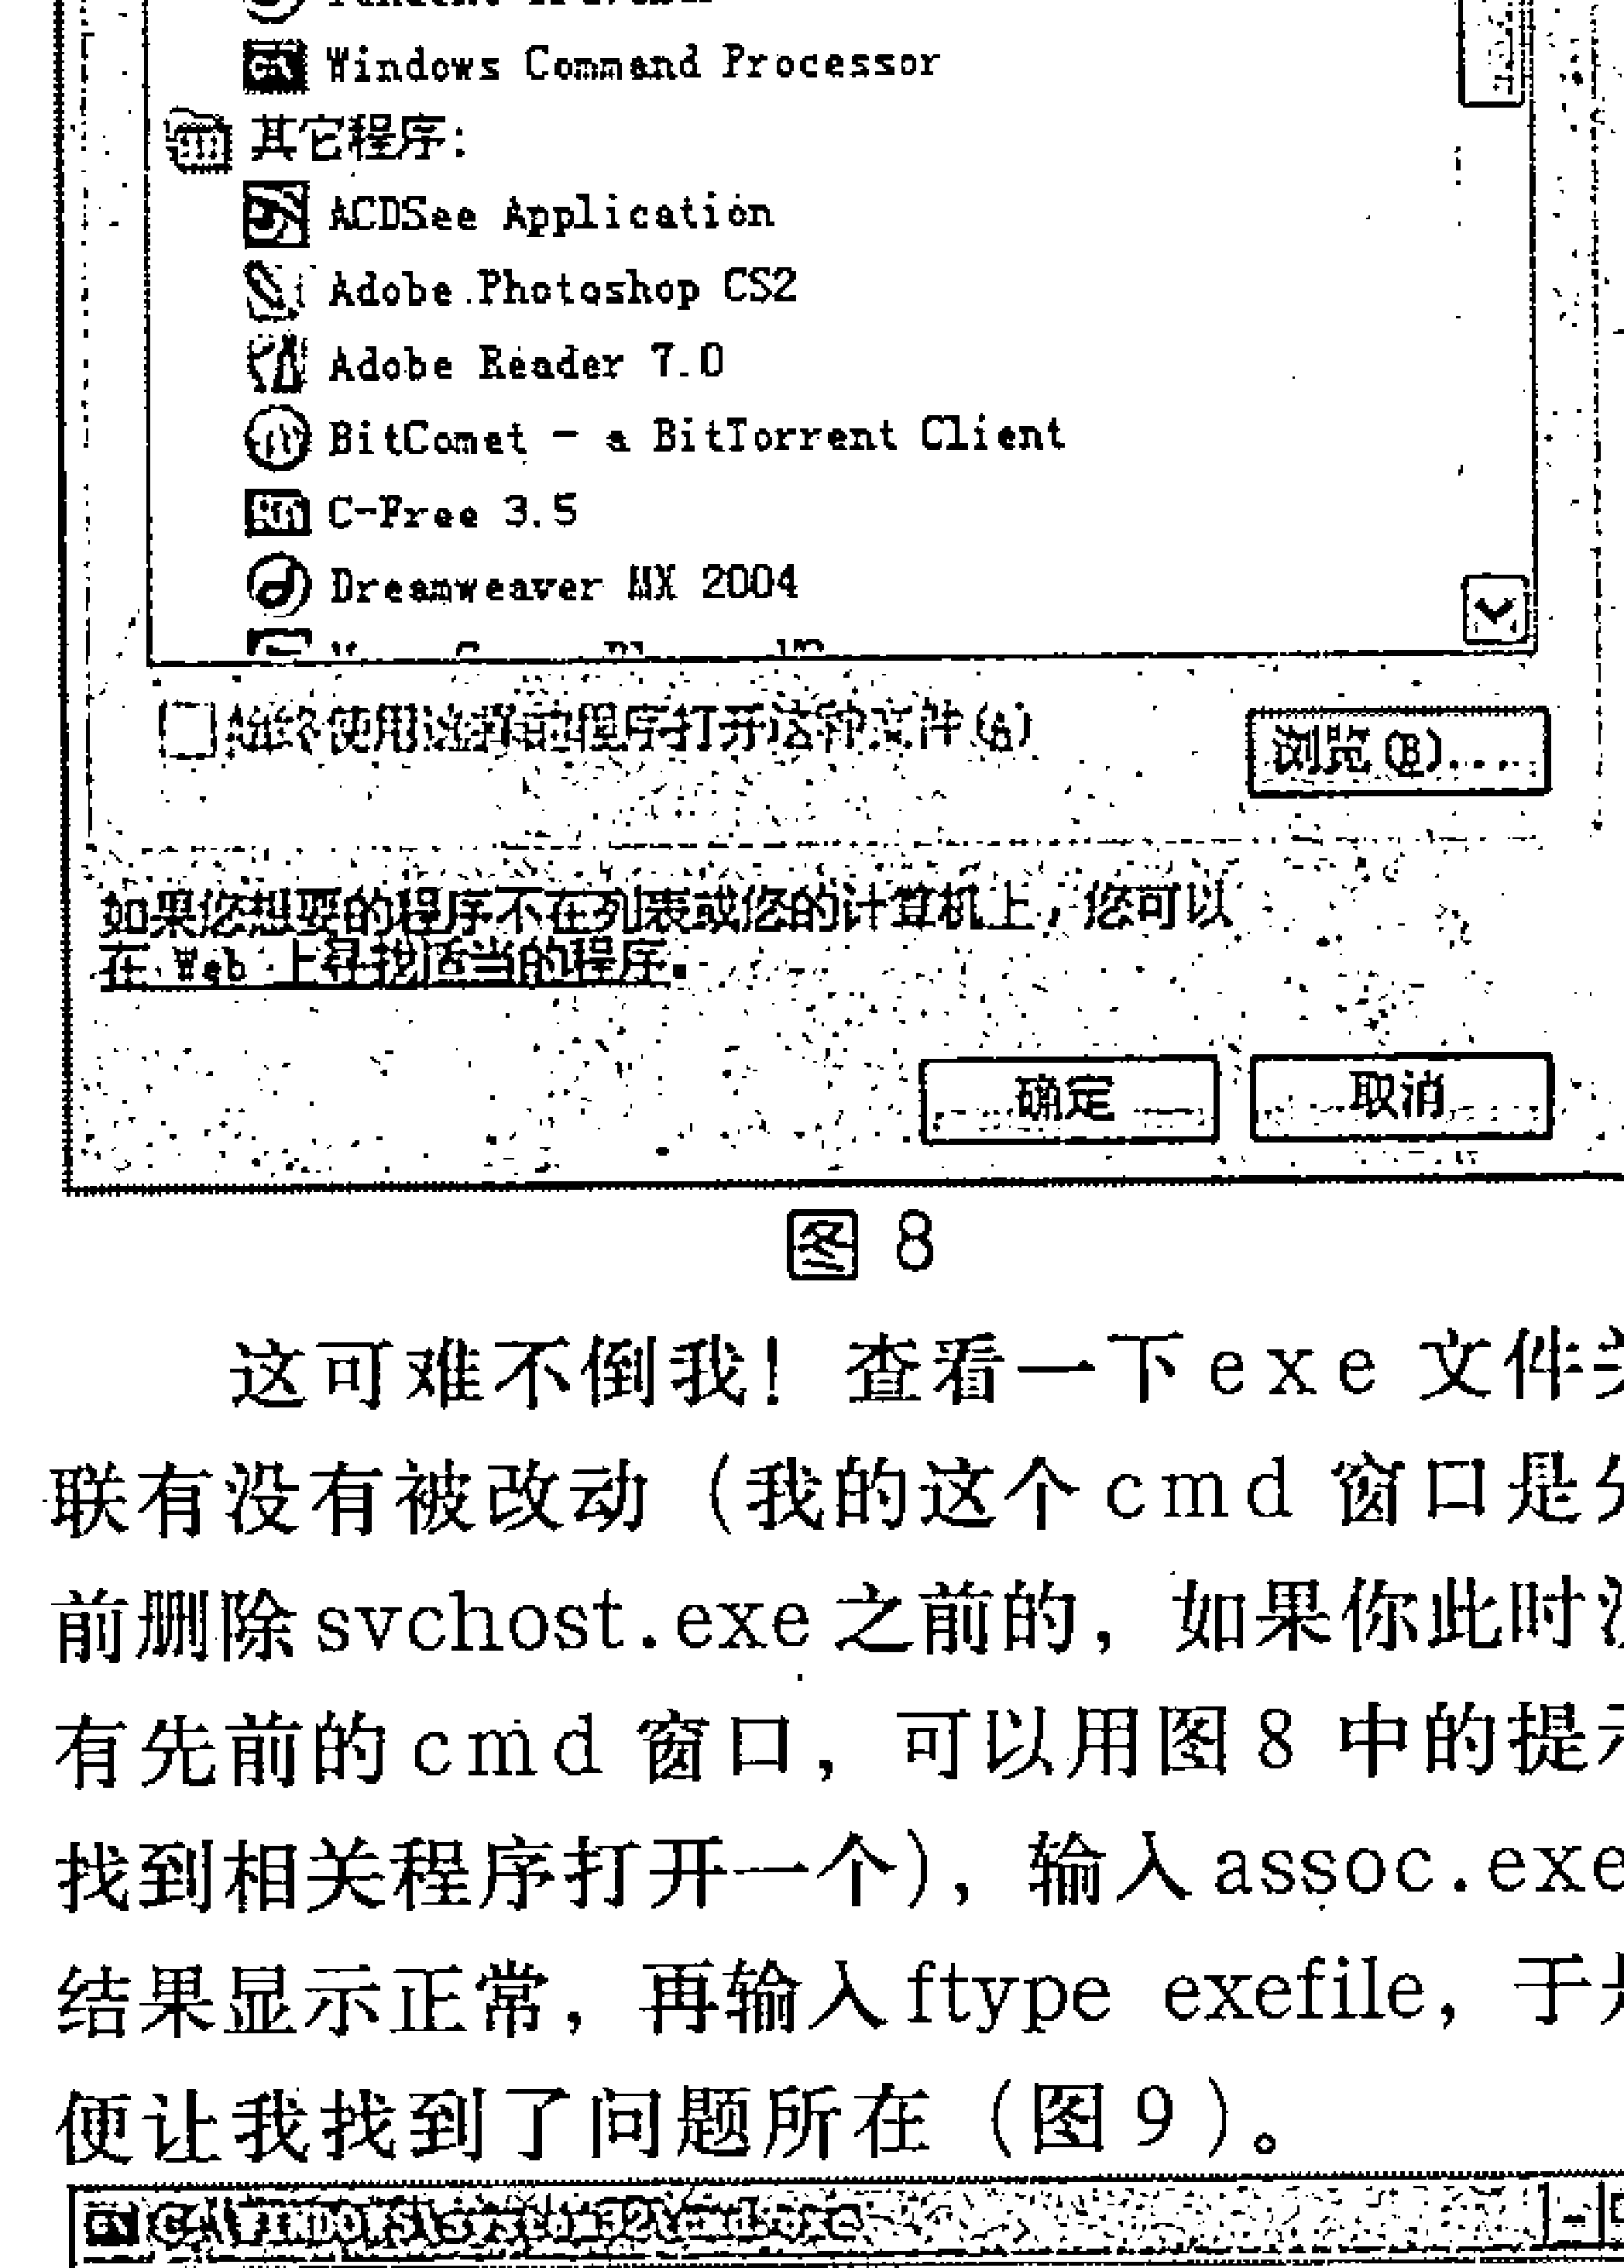 Windows Command Processor
其它程序：
ACDSee Application
Adobe Photoshop CS2
Adobe Reader 7.0
BitComet - a BitTorrent Client
C-Free 3.5
Dreamweaver MX 2004
始终使用选择的程序打开这种文件(A)
浏览(B)...
如果您想要的程序不在列表或您的计算机上，您可以
在 Web 上寻找适当的程序。
确定
取消
图 8
这可难不倒我！查看一下exe 文件关
联有没有被改动（我的这个cmd 窗口是
前删除svchost.exe之前的，如果你此时没
有先前的cmd 窗口，可以用图8 中的提示
找到相关程序打开一个），输入assoc.exe
结果显示正常，再输入ftype exefile，于是
便让我找到了问题所在（图9）。
C:\WINDOWS\system32\cmd.exe